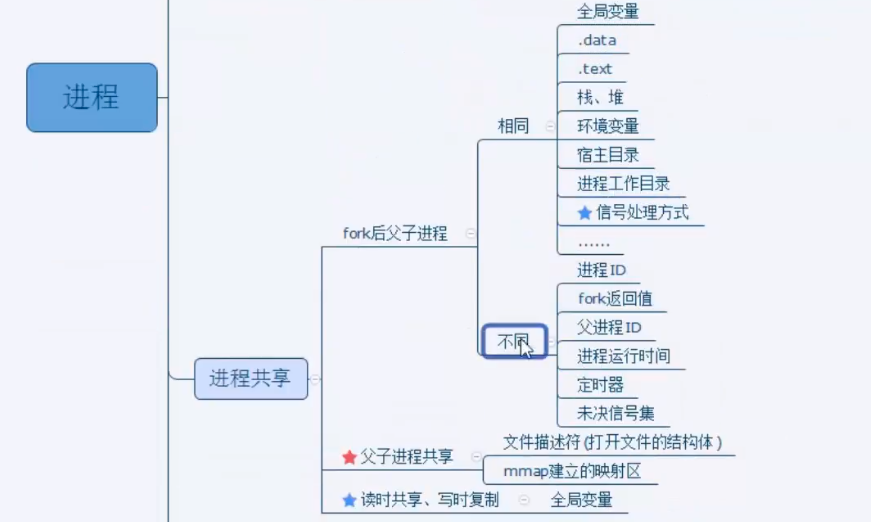 进程
进程共享
fork后父子进程
相同
全局变量
.data
.text
栈、堆
环境变量
宿主目录
进程工作目录
信号处理方式
......
不同
进程ID
fork返回值
父进程ID
进程运行时间
定时器
未决信号集
父子进程共享
文件描述符(打开文件的结构体)
mmap建立的映射区
读时共享、写时复制
全局变量